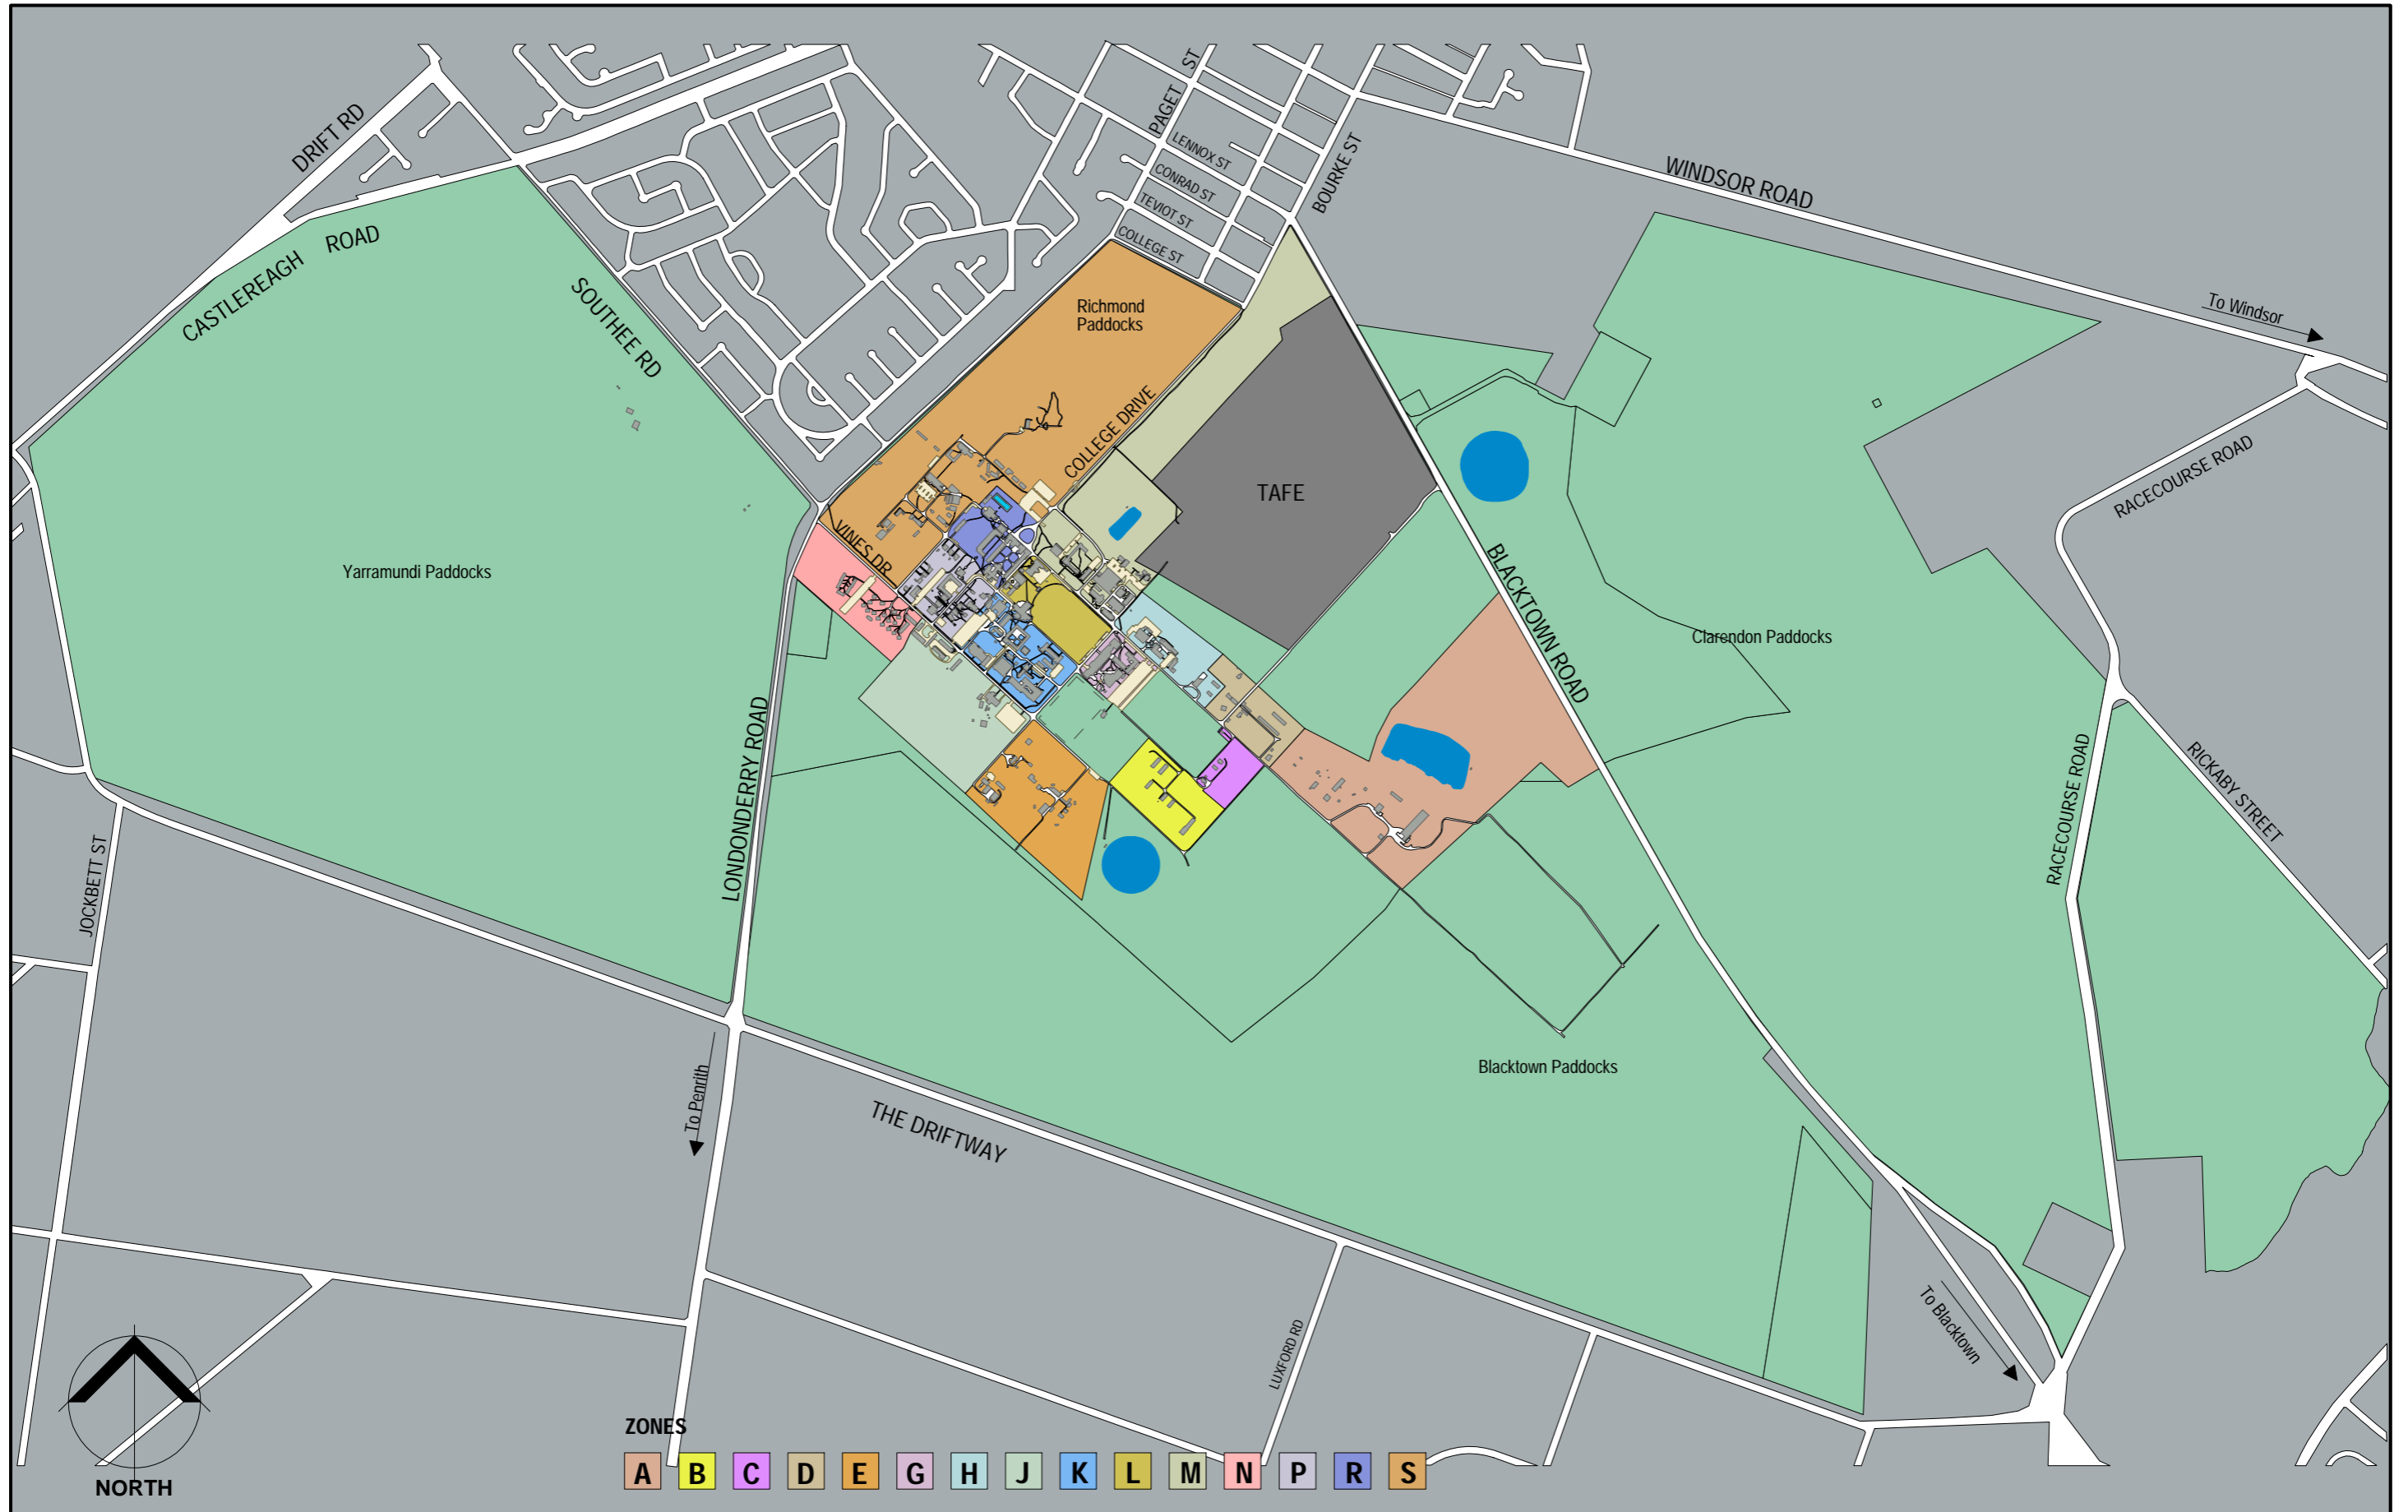 PAGET ST
DRIFT RD
LENNOX ST
CONRAD ST
TEVIOT ST
COLLEGE ST
BOURKE ST
WINDSOR ROAD
CASTLEREAGH ROAD
SOUTHEE RD
Richmond
Paddocks
To Windsor
COLLEGE DRIVE
TAFE
RACECOURSE ROAD
VINES DR
Yarramundi Paddocks
BLACKTOWN ROAD
Clarendon Paddocks
LONDONDERRY ROAD
RACECOURSE ROAD
RICKABY STREET
JOCKBETT ST
Blacktown Paddocks
To Penrith
THE DRIFTWAY
To Blacktown
LUXFORD RD
NORTH
ZONES
A B C D E G H J K L M N P R S